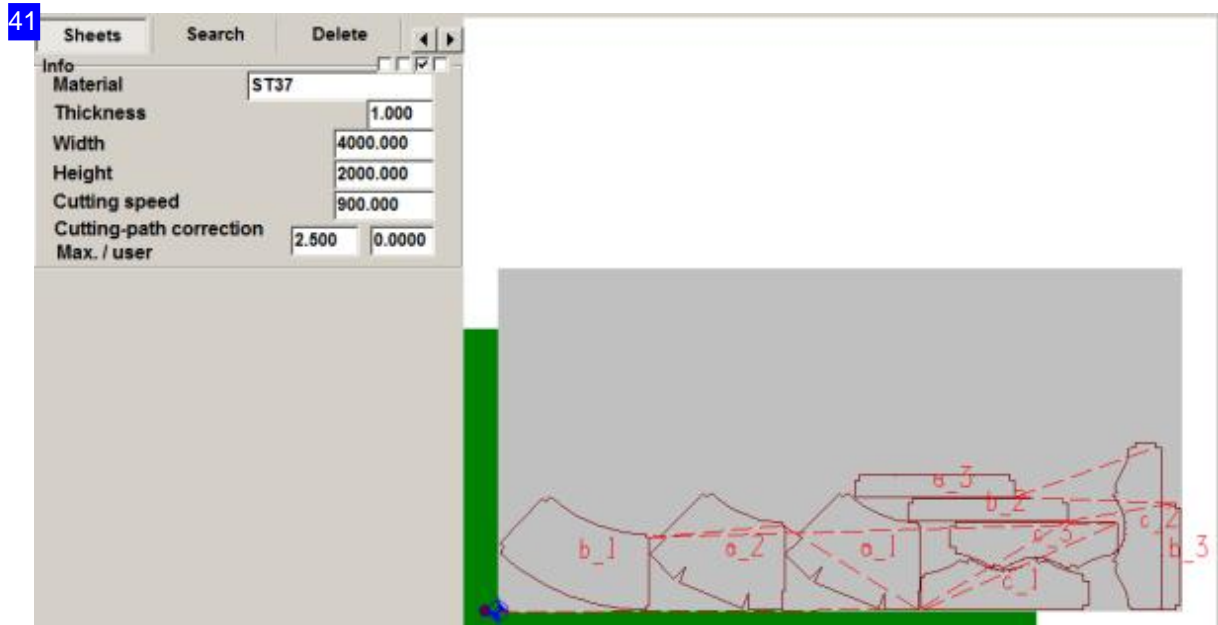 41
Sheets Search Delete
Info
Material ST37
Thickness 1.000
Width 4000.000
Height 2000.000
Cutting speed 900.000
Cutting-path correction
Max. / user 2.500 0.0000
a_3
b_2
b_1 a_2 a_1 c_3 c_2 b_3
c_1